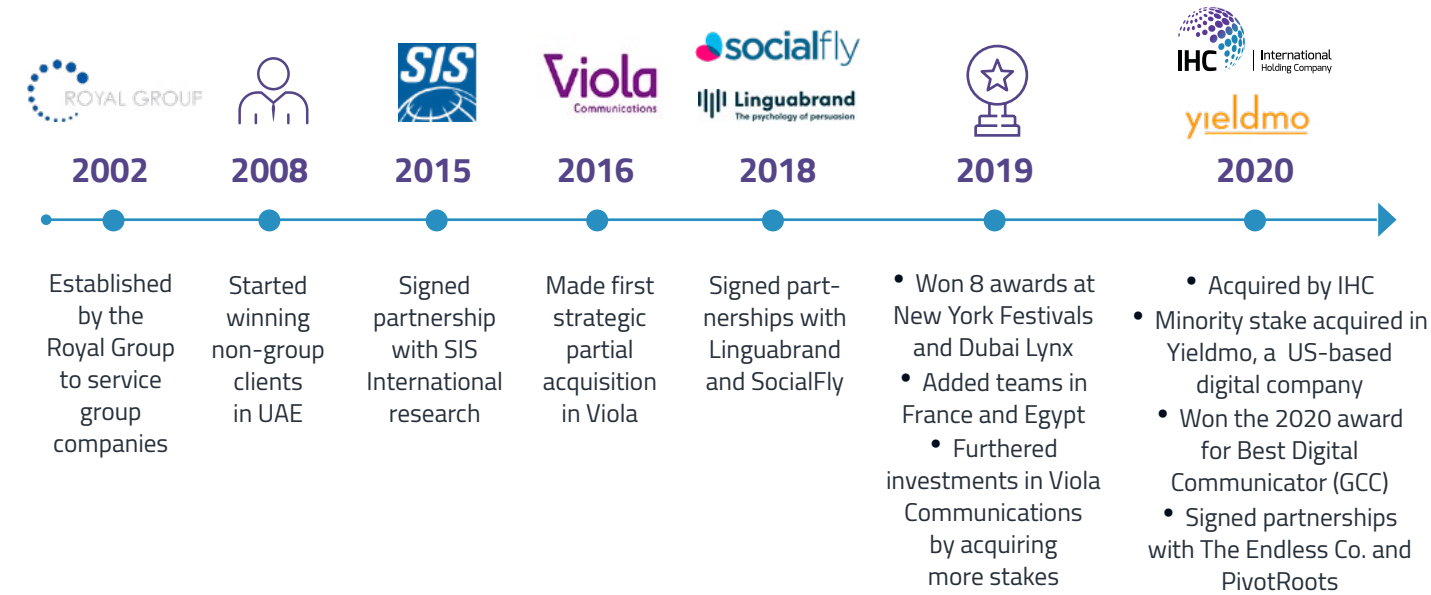 ROYAL GROUP
SIS
Viola
Communications
socialfly
Linguabrand
The psychology of persuasion
IHC
International
Holding Company
yieldmo
2002
2008
2015
2016
2018
2019
2020
Established
by the
Royal Group
to service
group
companies
Started
winning
non-group
clients
in UAE
Signed
partnership
with SIS
International
research
Made first
strategic
partial
acquisition
in Viola
Signed part-
nerships with
Linguabrand
and SocialFly
• Won 8 awards at
New York Festivals
and Dubai Lynx
• Added teams in
France and Egypt
• Furthered
investments in Viola
Communications
by acquiring
more stakes
• Acquired by IHC
• Minority stake acquired in
Yieldmo, a US-based
digital company
• Won the 2020 award
for Best Digital
Communicator (GCC)
• Signed partnerships
with The Endless Co. and
PivotRoots